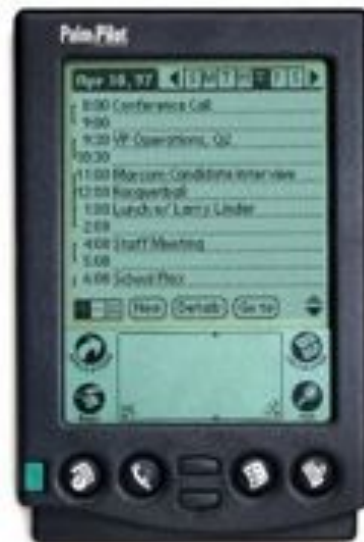 PalmPilot
Apr 10, 97 S M T W T F S
8:00 Conference Call
9:00
9:30 VP Operations, Q2
10:30
11:00 Marcom Candidate Interview
12:00 Racquetball
1:00 Lunch w/ Larry Linder
2:00
4:00 Staff Meeting
5:00
6:00 School Play
New Details Go to